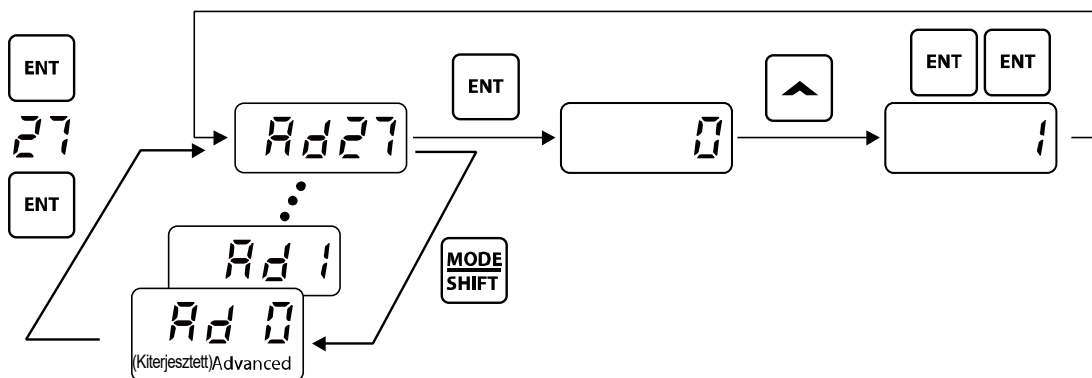 ENT
27
ENT
Ad27
ENT
0
ENT ENT
1
Ad 1
MODE
SHIFT
Ad 0
(Kiterjesztett)Advanced